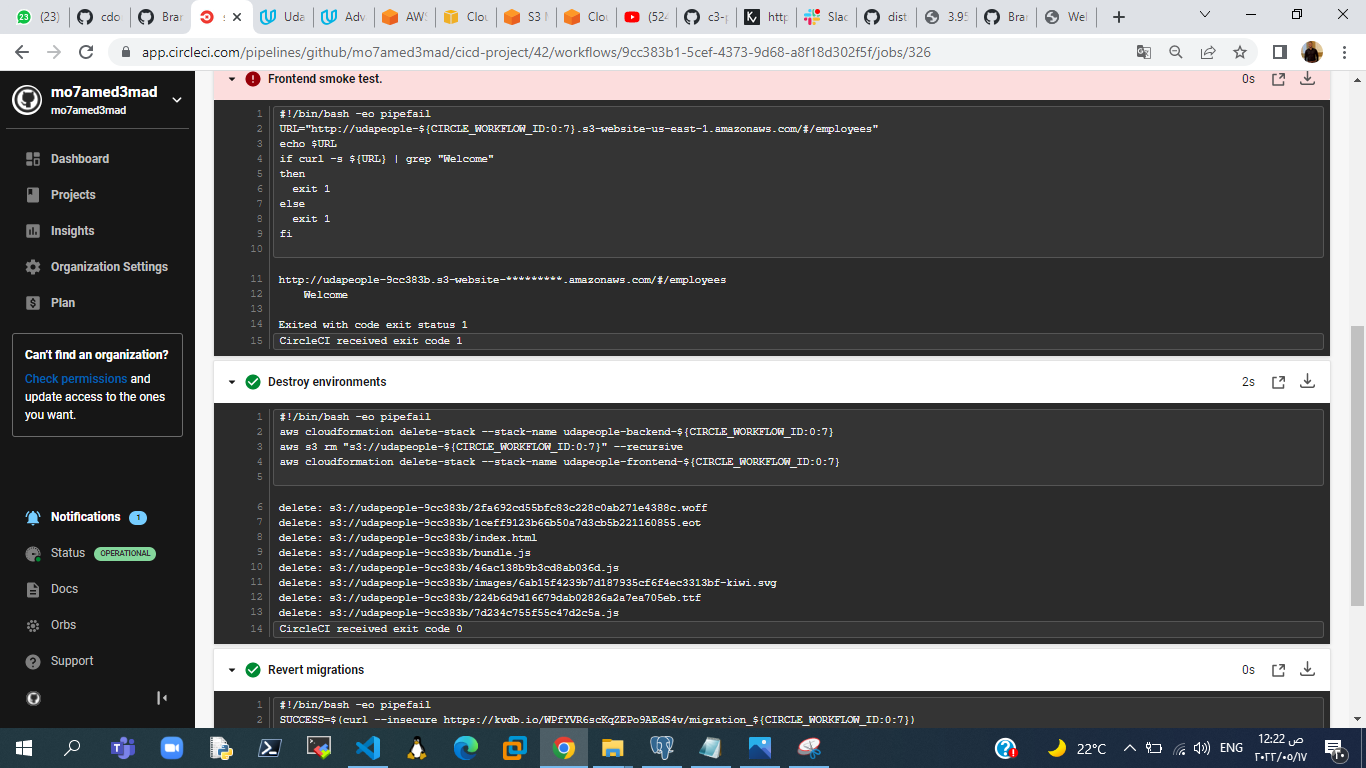 (23)
cdo
Bran
s
Uda
Adv
AWS
Clou
S3 M
Clou
(524
c3-p
http
Slac
dist
3.95
Bran
Wel
app.circleci.com/pipelines/github/mo7amed3mad/cicd-project/42/workflows/9cc383b1-5cef-4373-9d68-a8f18d302f5f/jobs/326
mo7amed3mad
mo7amed3mad
Dashboard
Projects
Insights
Organization Settings
Plan
Can't find an organization?
Check permissions and
update access to the ones
you want.
Notifications 1
Status OPERATIONAL
Docs
Orbs
Support
Frontend smoke test. 0s
1 #!/bin/bash -eo pipefail
2 URL="http://udapeople-${CIRCLE_WORKFLOW_ID:0:7}.s3-website-us-east-1.amazonaws.com/#/employees"
3 echo $URL
4 if curl -s ${URL} | grep "Welcome"
5 then
6 exit 1
7 else
8 exit 1
9 fi
10
11 http://udapeople-9cc383b.s3-website-*********.amazonaws.com/#/employees
12 Welcome
13
14 Exited with code exit status 1
15 CircleCI received exit code 1
Destroy environments 2s
1 #!/bin/bash -eo pipefail
2 aws cloudformation delete-stack --stack-name udapeople-backend-${CIRCLE_WORKFLOW_ID:0:7}
3 aws s3 rm "s3://udapeople-${CIRCLE_WORKFLOW_ID:0:7}" --recursive
4 aws cloudformation delete-stack --stack-name udapeople-frontend-${CIRCLE_WORKFLOW_ID:0:7}
5
6 delete: s3://udapeople-9cc383b/2fa692cd55bfc83c228c0ab271e4388c.woff
7 delete: s3://udapeople-9cc383b/1ceff9123b66b50a7d3cb5b221160855.eot
8 delete: s3://udapeople-9cc383b/index.html
9 delete: s3://udapeople-9cc383b/bundle.js
10 delete: s3://udapeople-9cc383b/46ac138b9b3cd8ab036d.js
11 delete: s3://udapeople-9cc383b/images/6ab15f4239b7d187935cf6f4ec3313bf-kiwi.svg
12 delete: s3://udapeople-9cc383b/224b6d9d16679dab02826a2a7ea705eb.ttf
13 delete: s3://udapeople-9cc383b/7d234c755f55c47d2c5a.js
14 CircleCI received exit code 0
Revert migrations 0s
1 #!/bin/bash -eo pipefail
2 SUCCESS=$(curl --insecure https://kvdb.io/WPfYVR6scKqZEPo9AEdS4v/migration_${CIRCLE_WORKFLOW_ID:0:7})
22°C
ENG
12:22 ص
٢٠٢٢/٠٥/١٧